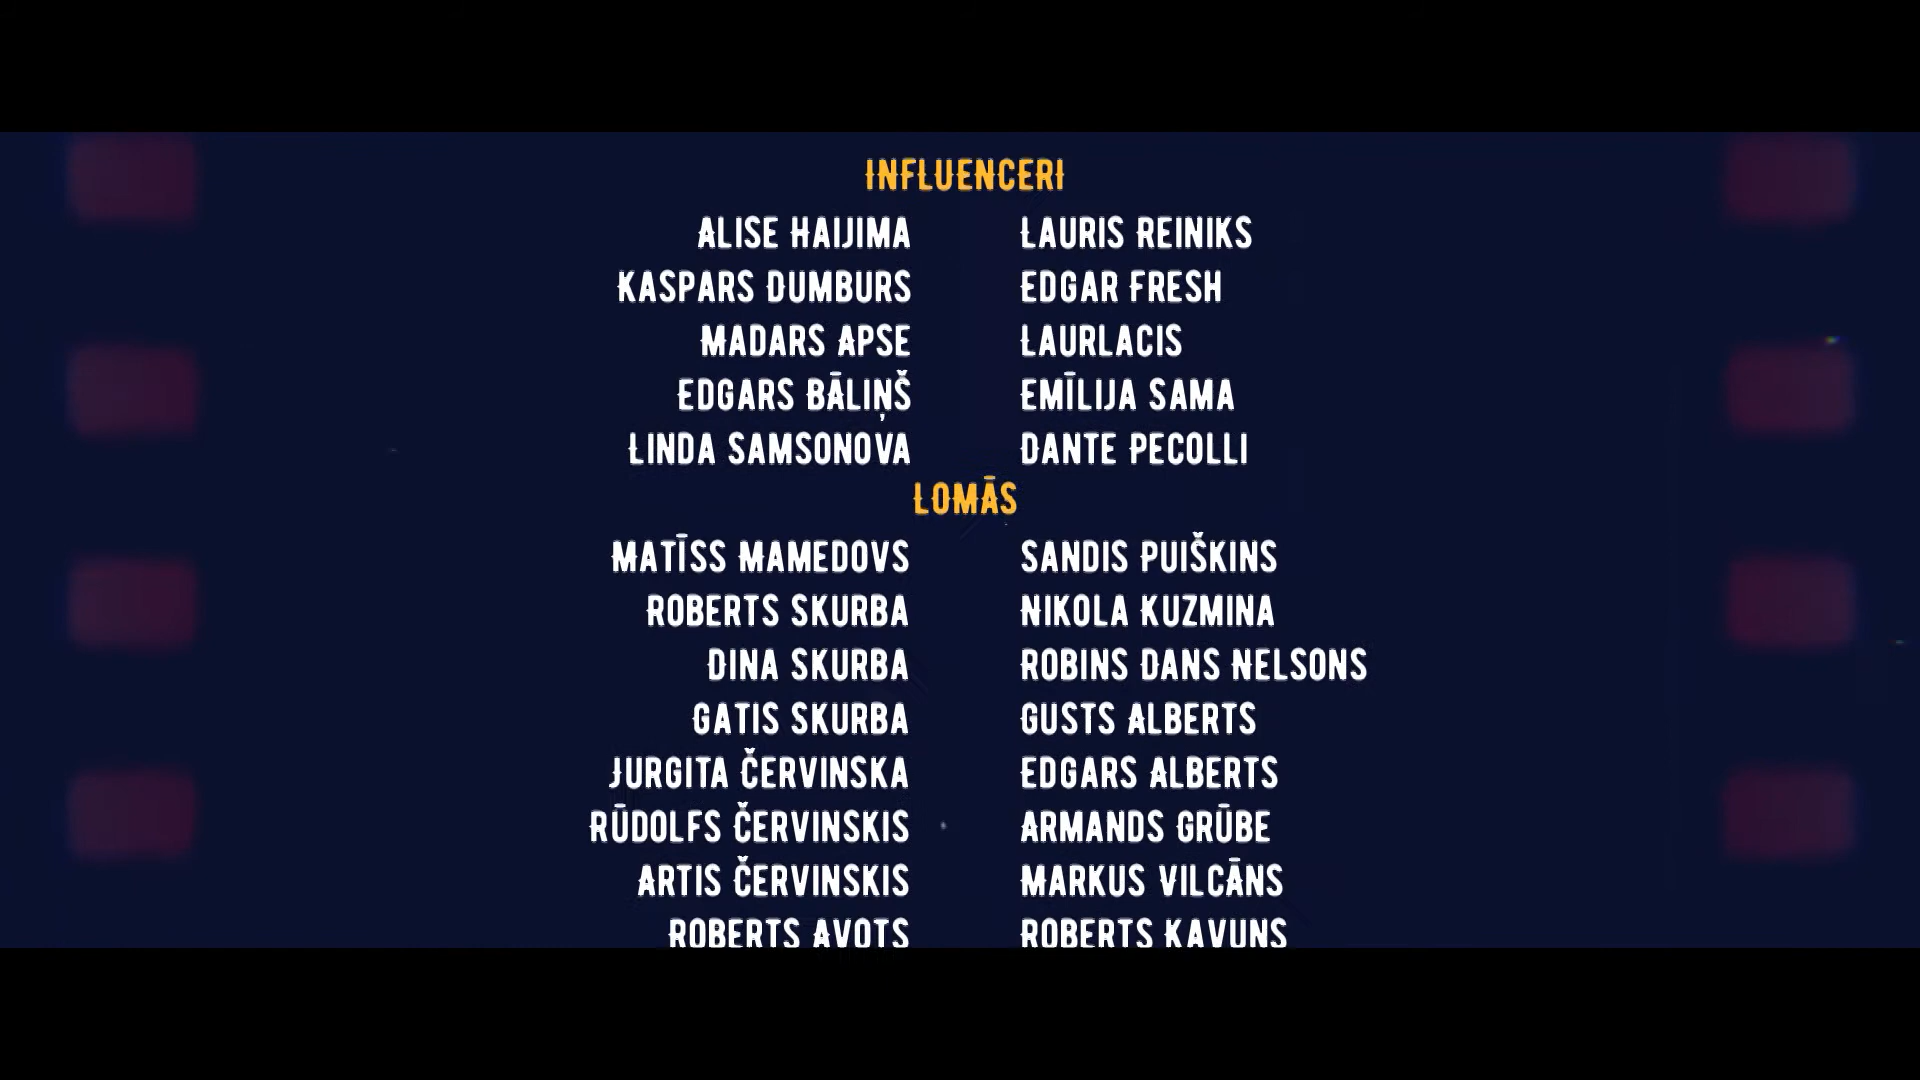 INFLUENCERI
ALISE HAIJIMA LAURIS REINIKS
KASPARS DUMBURS EDGAR FRESH
MADARS APSE LAURLACIS
EDGARS BĀLIŅŠ EMĪLIJA SAMA
LINDA SAMSONOVA DANTE PECOLLI
LOMĀS
MATĪSS MAMEDOVS SANDIS PUIŠKINS
ROBERTS SKURBA NIKOLA KUZMINA
DINA SKURBA ROBINS DANS NELSONS
GATIS SKURBA GUSTS ALBERTS
JURGITA ČERVINSKA EDGARS ALBERTS
RŪDOLFS ČERVINSKIS ARMANDS GRŪBE
ARTIS ČERVINSKIS MARKUS VILCĀNS
ROBERTS AVOTS ROBERTS KAVUNS